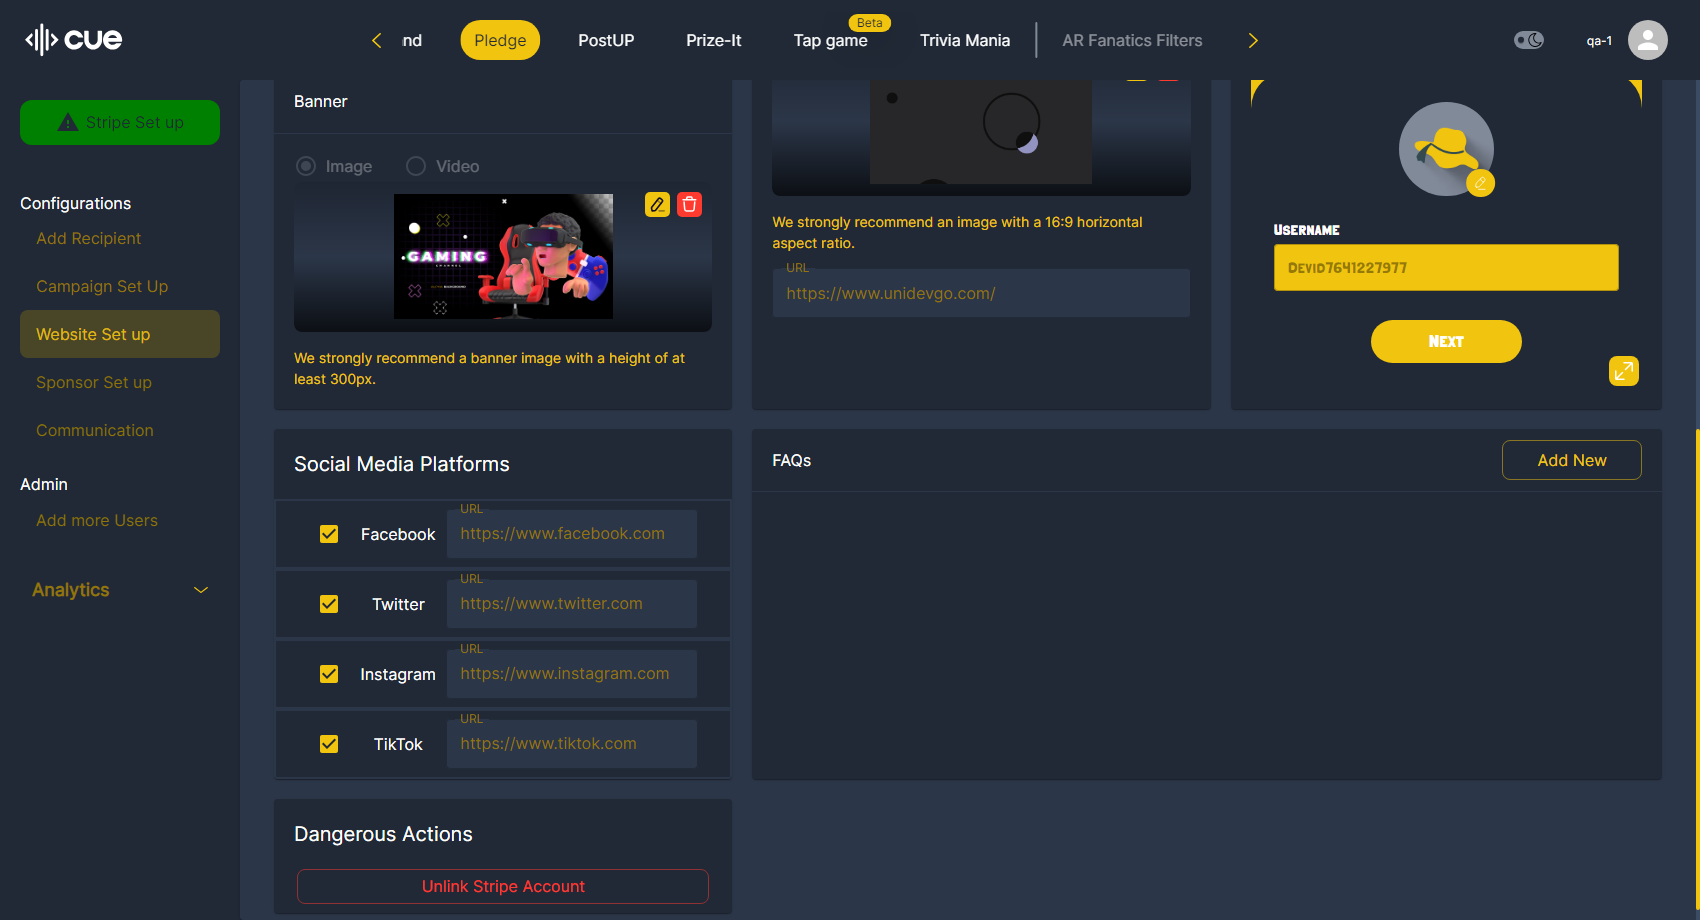 cue
nd
Pledge
PostUP
Prize-It
Tap game
Beta
Trivia Mania
AR Fanatics Filters
qa-1
Stripe Set up
Configurations
Add Recipient
Campaign Set Up
Website Set up
Sponsor Set up
Communication
Admin
Add more Users
Analytics
Banner
Image
Video
GAMING
We strongly recommend a banner image with a height of at
least 300px.
We strongly recommend an image with a 16:9 horizontal
aspect ratio.
URL
https://www.unidevgo.com/
Username
Devid7641227977
Next
Social Media Platforms
Facebook
URL
https://www.facebook.com
Twitter
URL
https://www.twitter.com
Instagram
URL
https://www.instagram.com
TikTok
URL
https://www.tiktok.com
FAQs
Add New
Dangerous Actions
Unlink Stripe Account